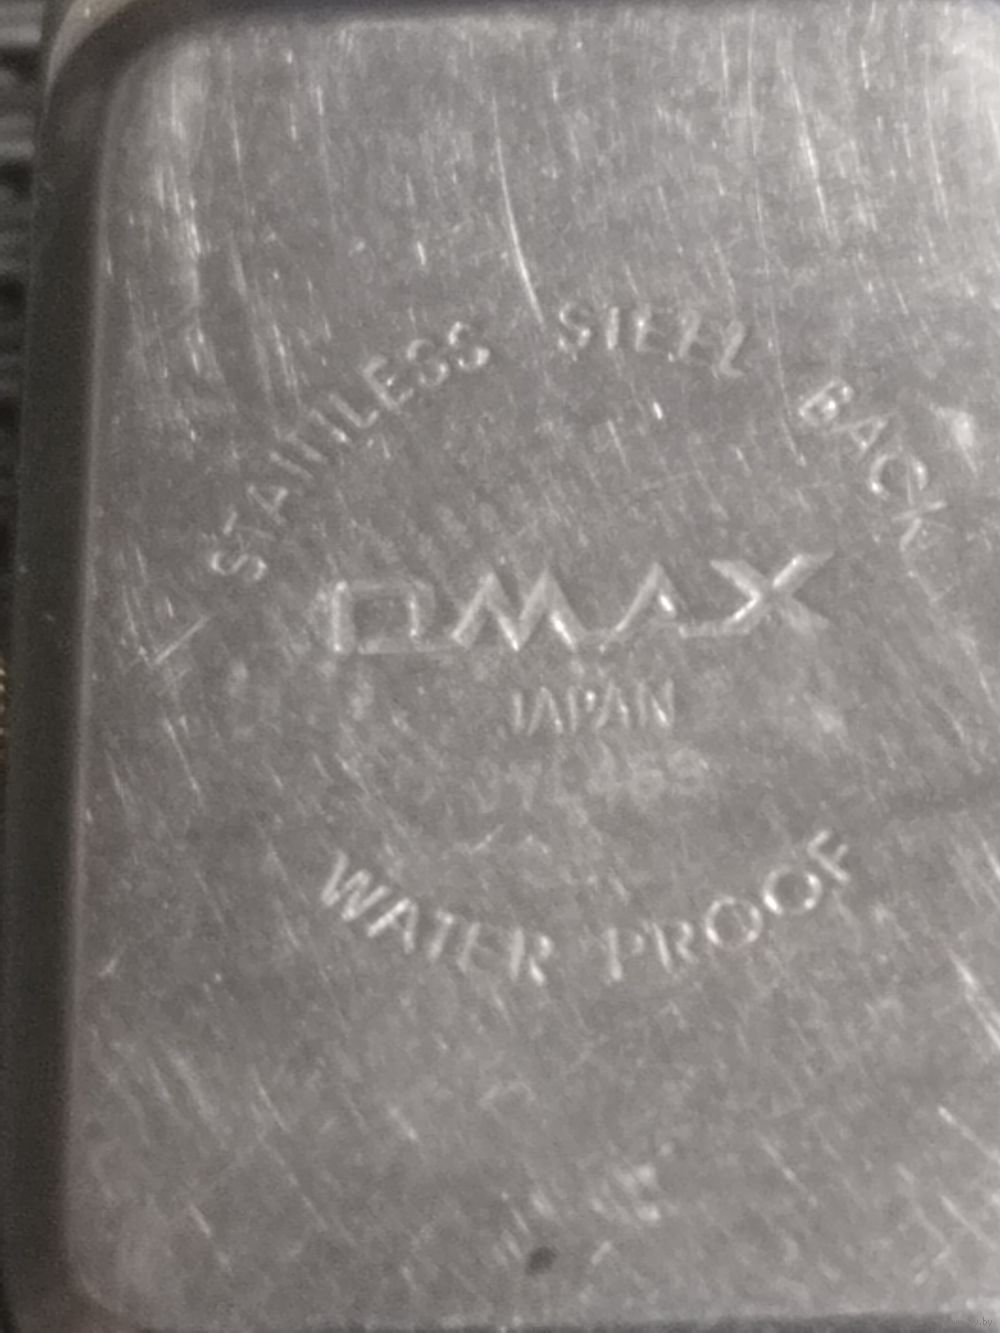 STAINLESS STEEL BACK
OMAX
JAPAN
WATER PROOF